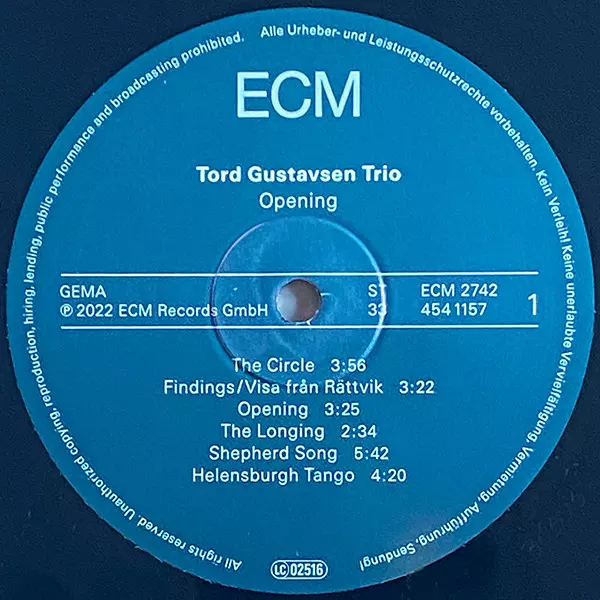 All rights reserved. Unauthorized copying, reproduction, hiring, lending, public performance and broadcasting prohibited.
Alle Urheber- und Leistungsschutzrechte vorbehalten. Kein Verleih! Keine unerlaubte Vervielfältigung, Vermietung, Aufführung, Sendung!
ECM
Tord Gustavsen Trio
Opening
GEMA ST ECM 2742
℗ 2022 ECM Records GmbH 33 454 1157 1
The Circle 3:56
Findings/Visa från Rättvik 3:22
Opening 3:25
The Longing 2:34
Shepherd Song 5:42
Helensburgh Tango 4:20
LC 02516